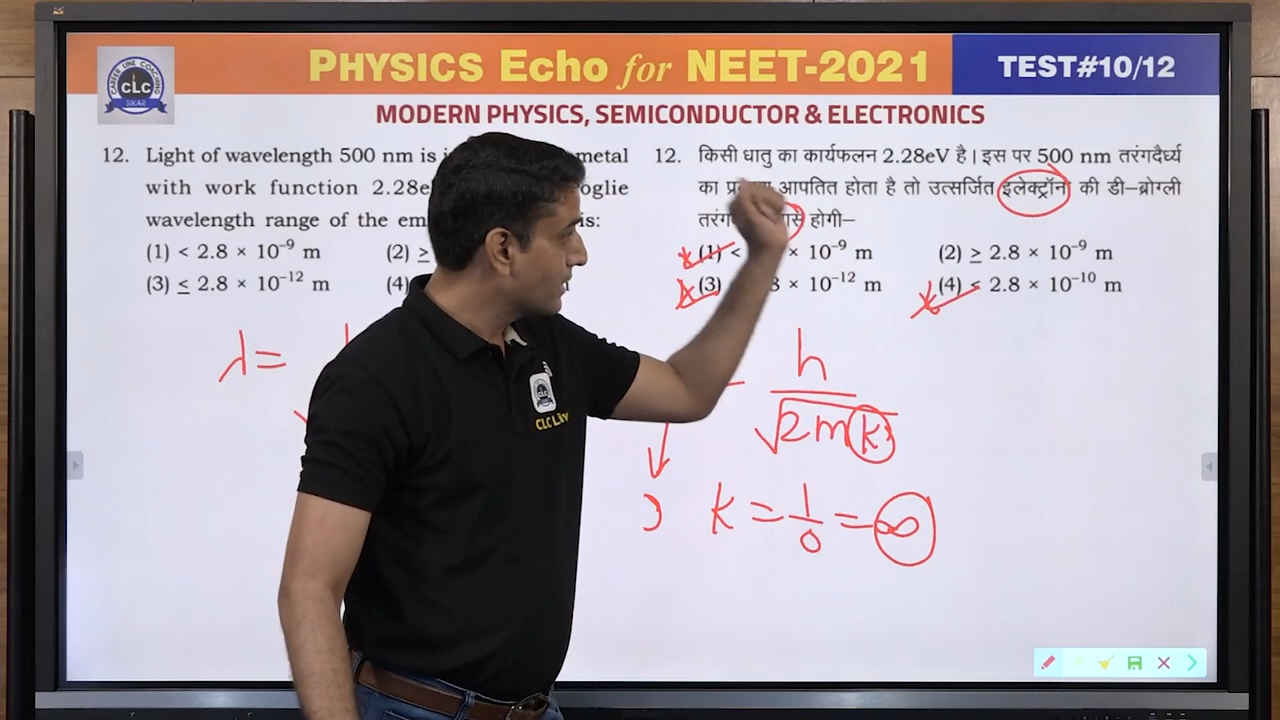 PHYSICS Echo for NEET-2021
TEST#10/12
CAREER LINE COACHING
CLC
SIKAR
MODERN PHYSICS, SEMICONDUCTOR & ELECTRONICS
12. Light of wavelength 500 nm is metal
with work function 2.28e
wavelength range of the em is:
(1) < 2.8 × 10⁻⁹ m (2) ≥
(3) ≤ 2.8 × 10⁻¹² m (4)
12. किसी धातु का कार्यफलन 2.28eV है। इस पर 500 nm तरंगदैर्ध्य
का आपतित होता है तो उत्सर्जित इलेक्ट्रॉन की डी–ब्रोग्ली
होगी–
(1) < × 10⁻⁹ m (2) ≥ 2.8 × 10⁻⁹ m
(3) × 10⁻¹² m (4) < 2.8 × 10⁻¹⁰ m
λ =
h
√2m(K)
K = 1/0 = ∞
CLC Live